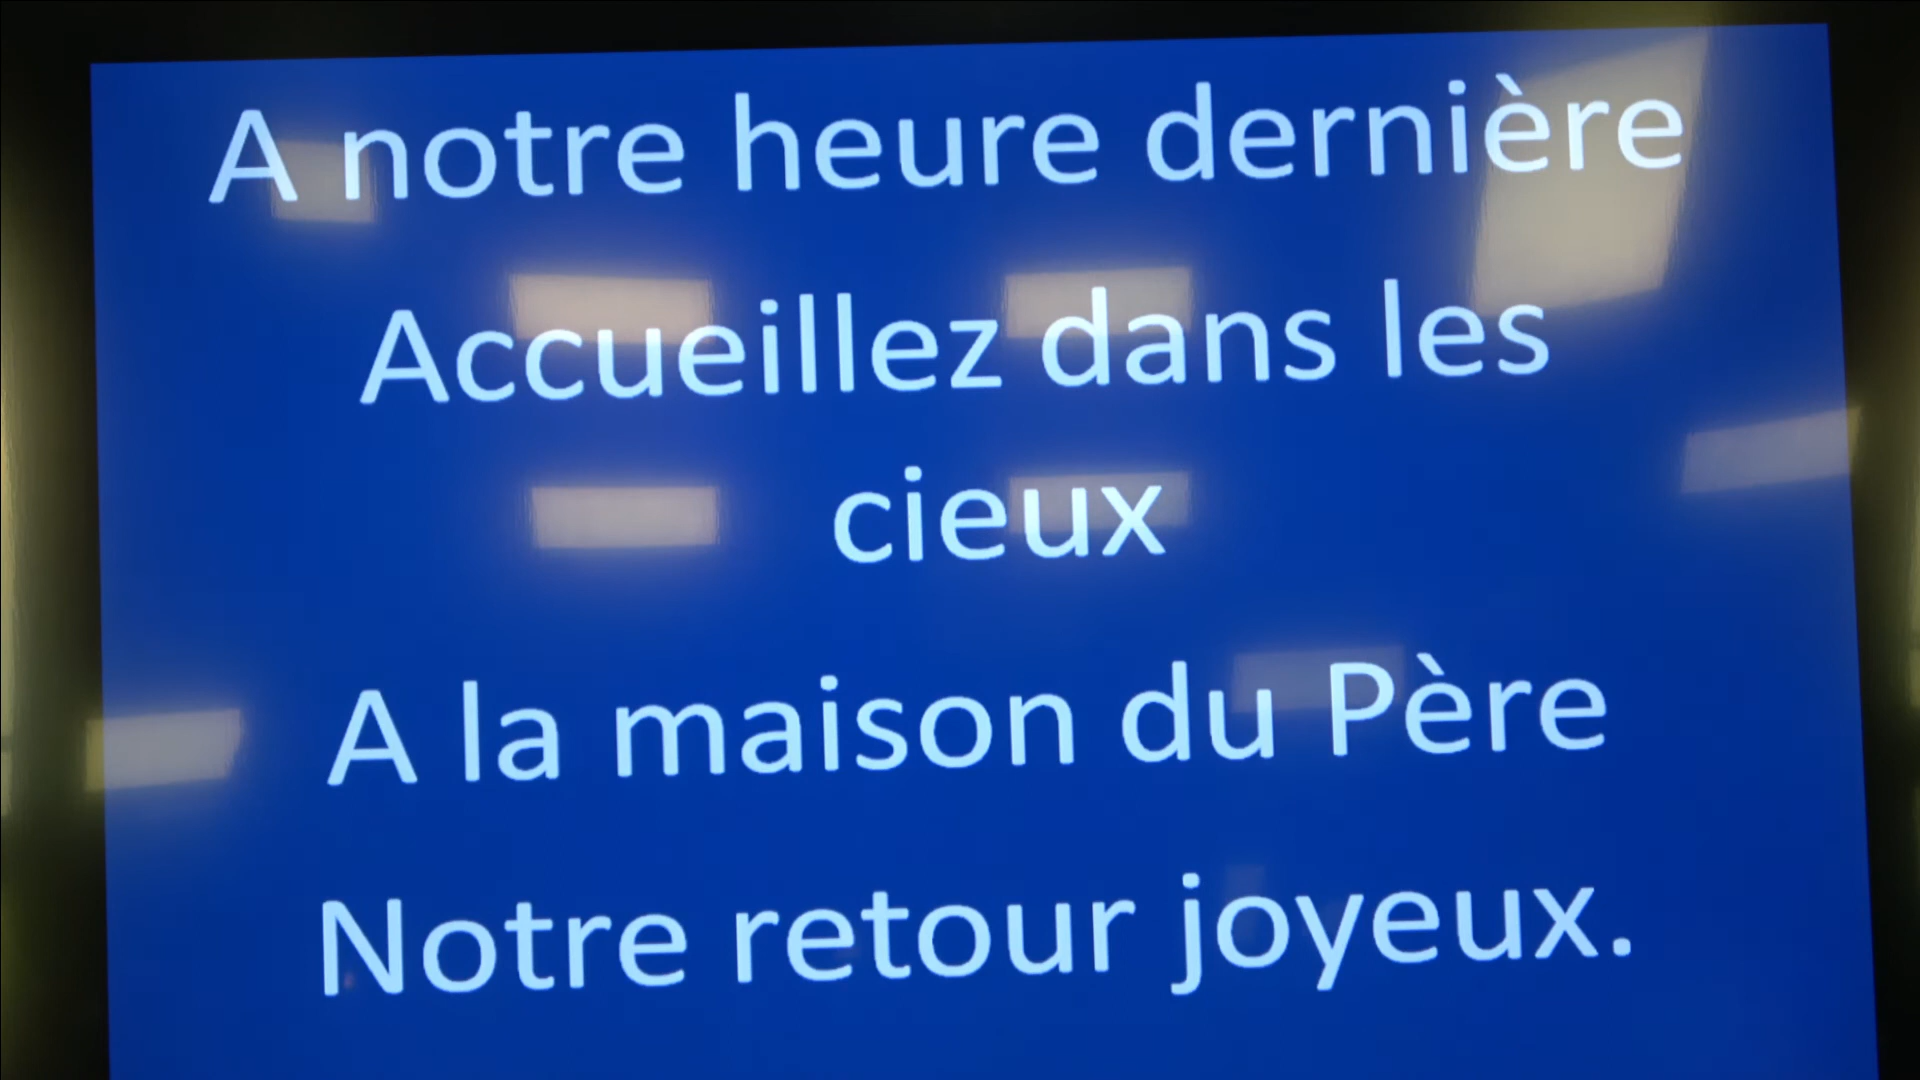 A notre heure dernière
Accueillez dans les
cieux
A la maison du Père
Notre retour joyeux.